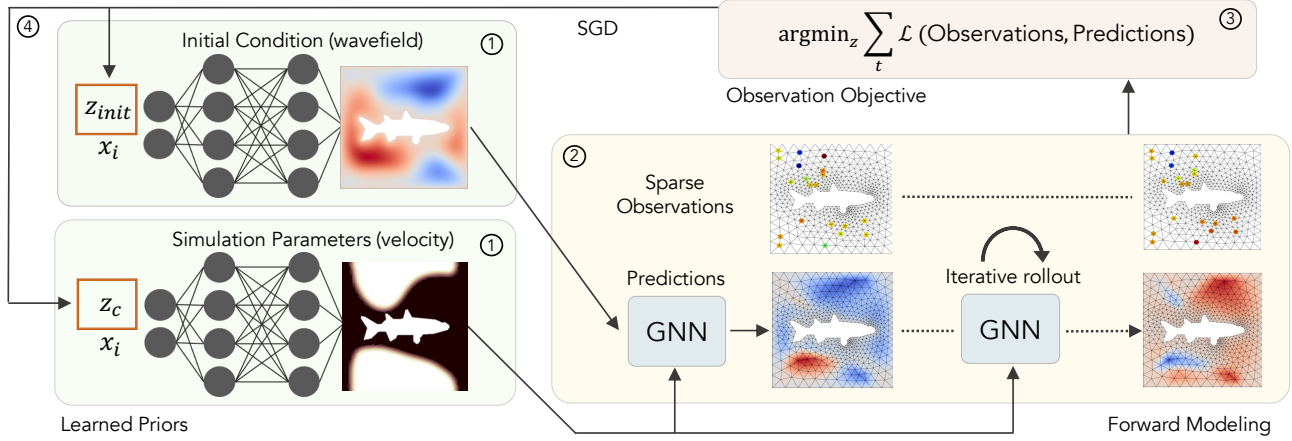 ④
Initial Condition (wavefield)
①
z_init
x_i
Simulation Parameters (velocity)
①
z_c
x_i
Learned Priors
SGD
③
argmin_z ∑_t ℒ (Observations, Predictions)
Observation Objective
②
Sparse
Observations
Predictions
Iterative rollout
GNN
GNN
Forward Modeling